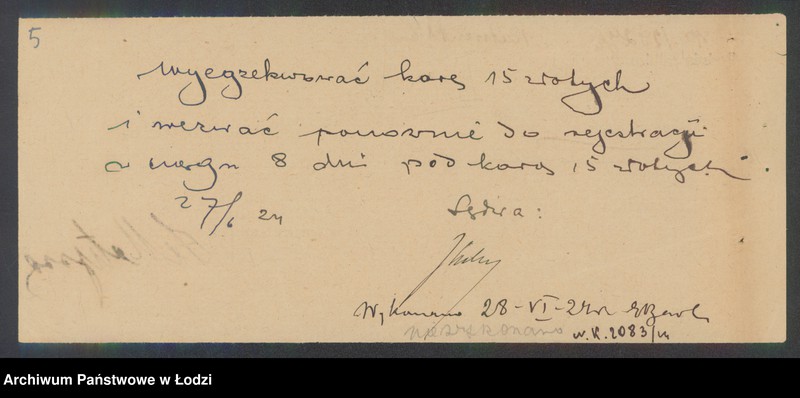 5
Wyegzekwować karę 15 złotych
i wezwać ponownie do rejestracji
w ciągu 8 dni pod karą 15 złotych.
27/6 24
Sędzia:
Wykonano 28-VI-24r
niewykonano
W.K. 2083/24
Archiwum Państwowe w Łodzi